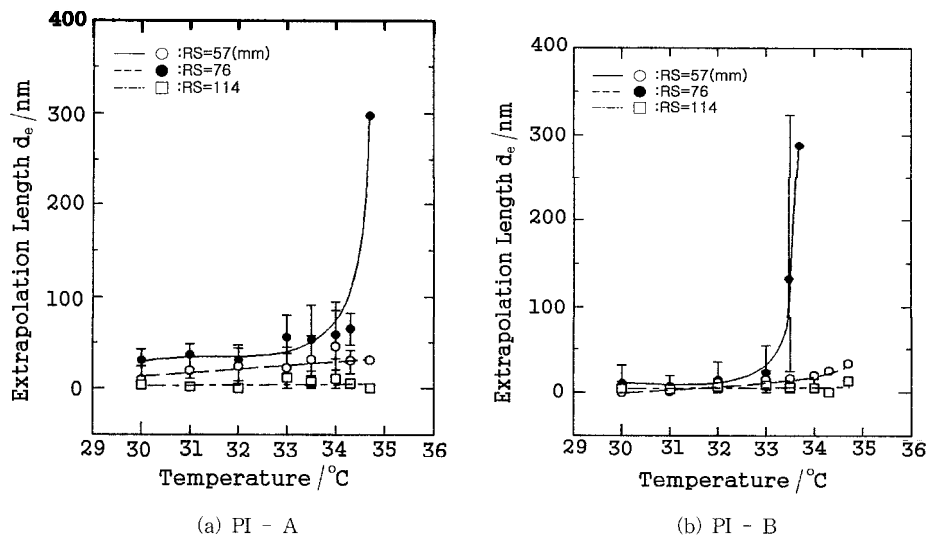 400
300
200
100
0
Extrapolation Length dₑ/nm
:RS=57(mm)
:RS=76
:RS=114
29 30 31 32 33 34 35 36
Temperature/°C
(a) PI - A
400
300
200
100
0
Extrapolation Length dₑ/nm
:RS=57(mm)
:RS=76
:RS=114
29 30 31 32 33 34 35 36
Temperature/°C
(b) PI - B